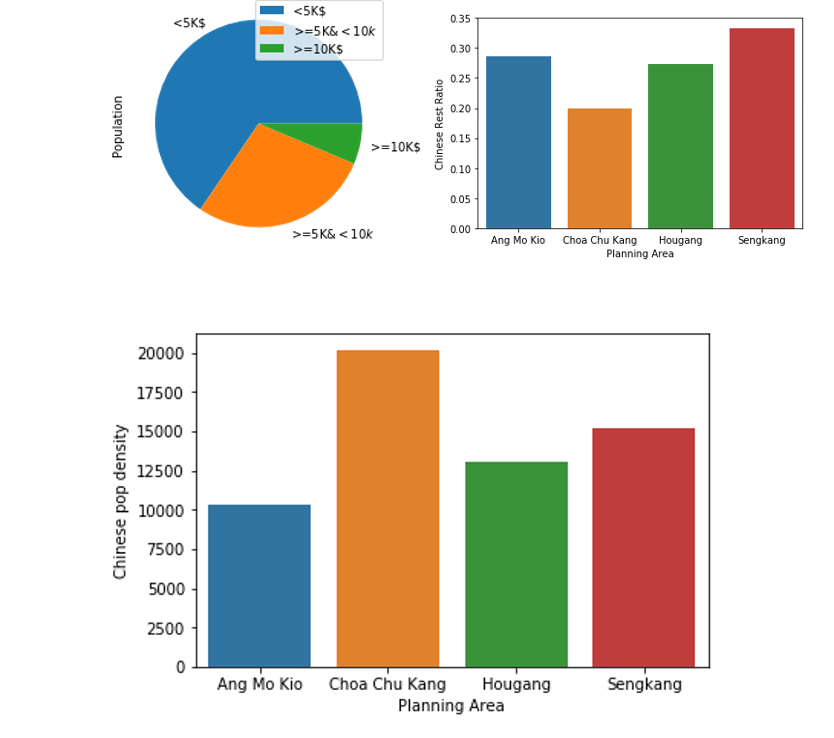 <5K$
>=5K&<10k
>=10K$
<5K$
>=10K$
>=5K&<10k
Population
0.35
0.30
0.25
0.20
0.15
0.10
0.05
0.00
Chinese Rest Ratio
Ang Mo Kio Choa Chu Kang Hougang Sengkang
Planning Area
20000
17500
15000
12500
10000
7500
5000
2500
0
Chinese pop density
Ang Mo Kio Choa Chu Kang Hougang Sengkang
Planning Area